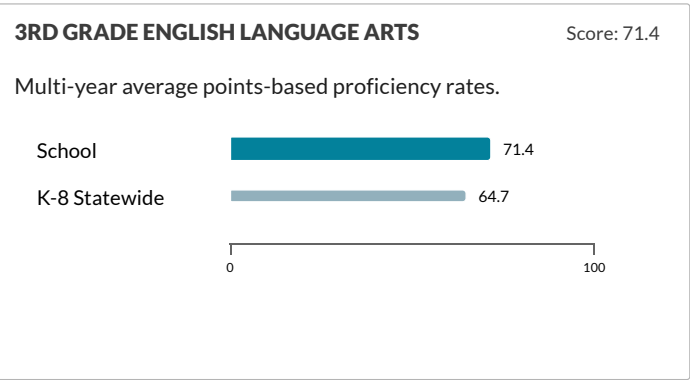 3RD GRADE ENGLISH LANGUAGE ARTS Score: 71.4
Multi-year average points-based proficiency rates.
School 71.4
K-8 Statewide 64.7
0 100